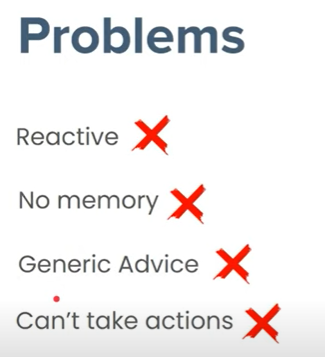 Problems
Reactive
No memory
Generic Advice
Can't take actions